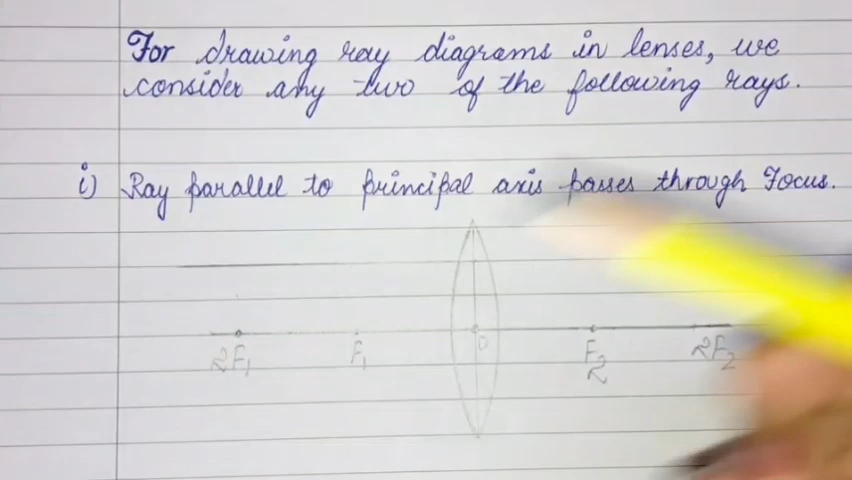 For drawing ray diagrams in lenses, we
consider any two of the following rays.
i) Ray parallel to principal axis passes through Focus.
2F₁ F₁ O F₂ 2F₂